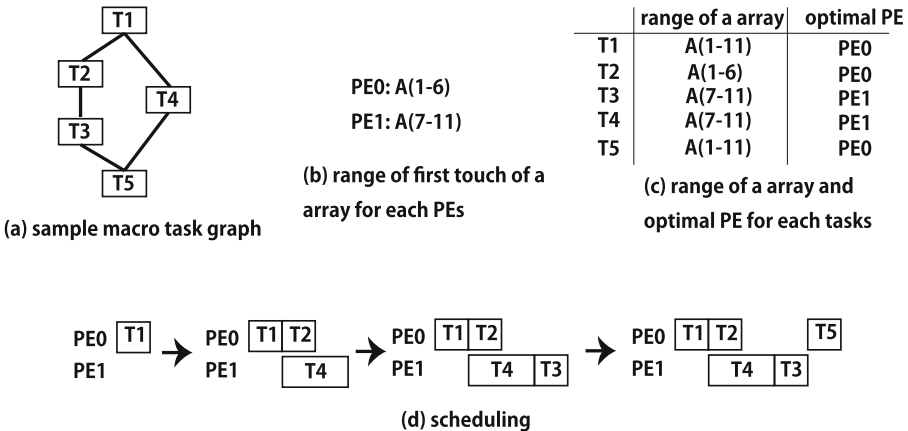 T1
T2
T4
T3
T5
(a) sample macro task graph
PE0: A(1-6)
PE1: A(7-11)
(b) range of first touch of a
array for each PEs
range of a array optimal PE
T1 A(1-11) PE0
T2 A(1-6) PE0
T3 A(7-11) PE1
T4 A(7-11) PE1
T5 A(1-11) PE0
(c) range of a array and
optimal PE for each tasks
PE0 T1
PE1
PE0 T1 T2
PE1 T4
PE0 T1 T2
PE1 T4 T3
PE0 T1 T2 T5
PE1 T4 T3
(d) scheduling